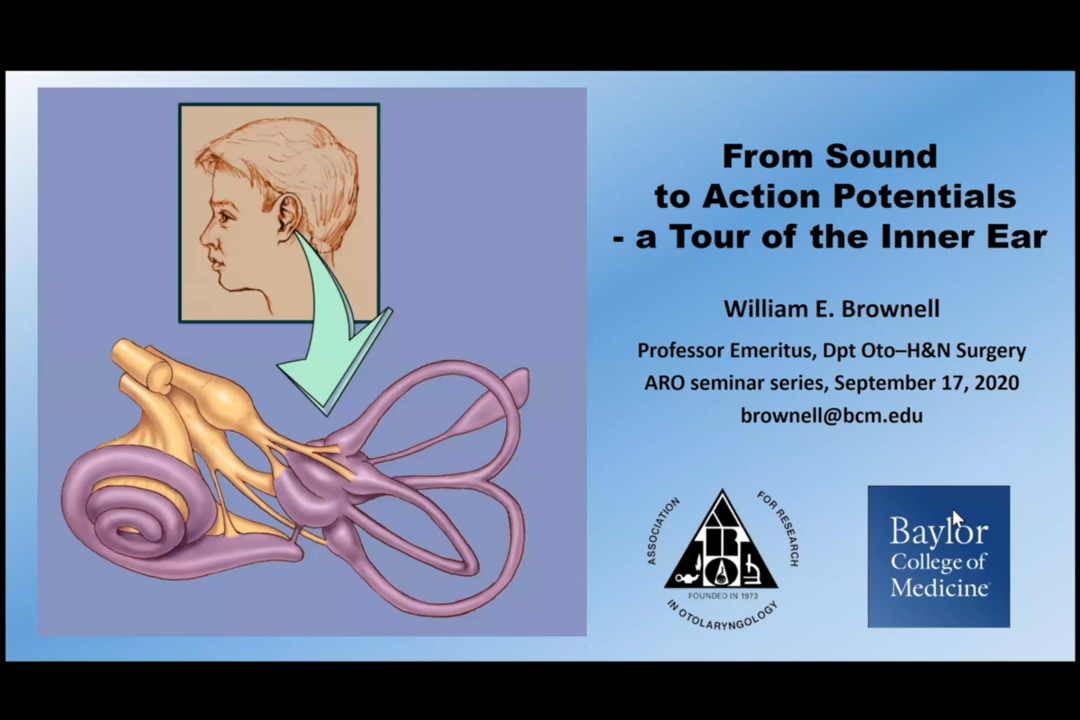 From Sound
to Action Potentials
- a Tour of the Inner Ear
William E. Brownell
Professor Emeritus, Dpt Oto–H&N Surgery
ARO seminar series, September 17, 2020
brownell@bcm.edu
ASSOCIATION
FOR RESEARCH
ARO
FOUNDED IN 1973
IN OTOLARYNGOLOGY
Baylor
College of
Medicine